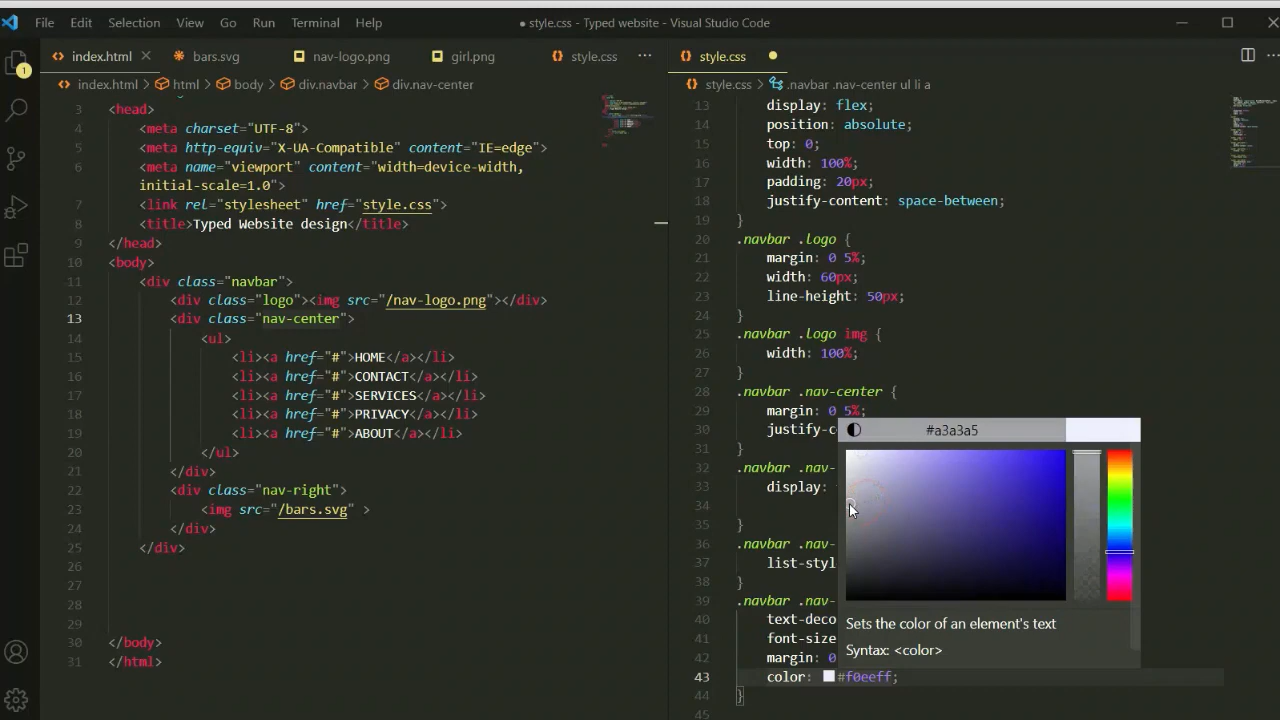 File Edit Selection View Go Run Terminal Help ● style.css - Typed website - Visual Studio Code
index.html bars.svg nav-logo.png girl.png style.css ···
index.html > html > body > div.navbar > div.nav-center
3 <head>
4 <meta charset="UTF-8">
5 <meta http-equiv="X-UA-Compatible" content="IE=edge">
6 <meta name="viewport" content="width=device-width,
initial-scale=1.0">
7 <link rel="stylesheet" href="style.css">
8 <title>Typed Website design</title>
9 </head>
10 <body>
11 <div class="navbar">
12 <div class="logo"><img src="/nav-logo.png"></div>
13 <div class="nav-center">
14 <ul>
15 <li><a href="#">HOME</a></li>
16 <li><a href="#">CONTACT</a></li>
17 <li><a href="#">SERVICES</a></li>
18 <li><a href="#">PRIVACY</a></li>
19 <li><a href="#">ABOUT</a></li>
20 </ul>
21 </div>
22 <div class="nav-right">
23 <img src="/bars.svg" >
24 </div>
25 </div>
26
27
28
29
30 </body>
31 </html>
1
style.css
style.css > .navbar .nav-center ul li a
13 display: flex;
14 position: absolute;
15 top: 0;
16 width: 100%;
17 padding: 20px;
18 justify-content: space-between;
19 }
20 .navbar .logo {
21 margin: 0 5%;
22 width: 60px;
23 line-height: 50px;
24 }
25 .navbar .logo img {
26 width: 100%;
27 }
28 .navbar .nav-center {
29 margin: 0 5%;
30 justify-c
31 }
32 .navbar .nav-
33 display:
34
35 }
36 .navbar .nav-
37 list-styl
38 }
39 .navbar .nav-
40 text-deco
41 font-size
42 margin: 0
43 color: #f0eeff;
44 }
45
#a3a3a5
Sets the color of an element's text
Syntax: <color>